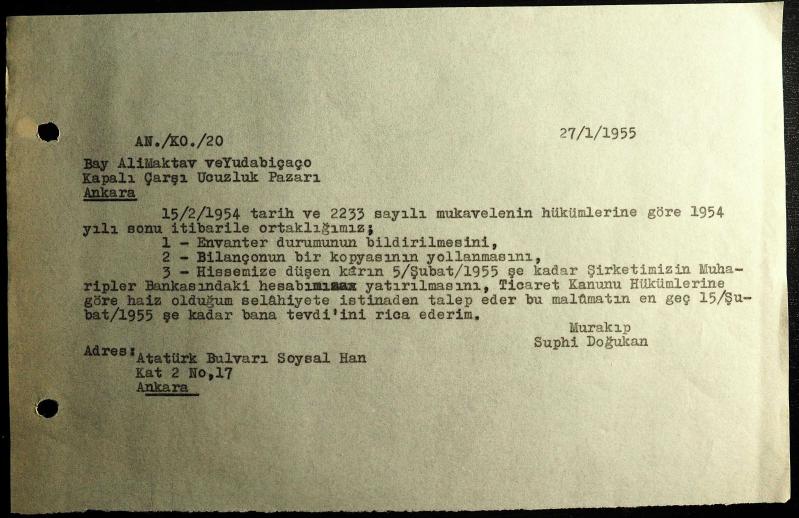 27/1/1955
AN./KO./20
Bay AliMaktav veYudabiçaço
Kapalı Çarşı Ucuzluk Pazarı
Ankara
15/2/1954 tarih ve 2233 sayılı mukavelenin hükümlerine göre 1954
yılı sonu itibarile ortaklığımız;
1 - Envanter durumunun bildirilmesini,
2 - Bilançonun bir kopyasının yollanmasını,
3 - Hissemize düşen kârın 5/Şubat/1955 şe kadar Şirketimizin Muha-
ripler Bankasındaki yatırılmasını, Ticaret Kanunu Hükümlerine
göre haiz olduğum selâhiyete istinaden talep eder bu malûmatın en geç 15/Şu-
bat/1955 şe kadar bana tevdi'ini rica ederim.
Murakıp
Suphi Doğukan
Adres:
Atatürk Bulvarı Soysal Han
Kat 2 No,17
Ankara